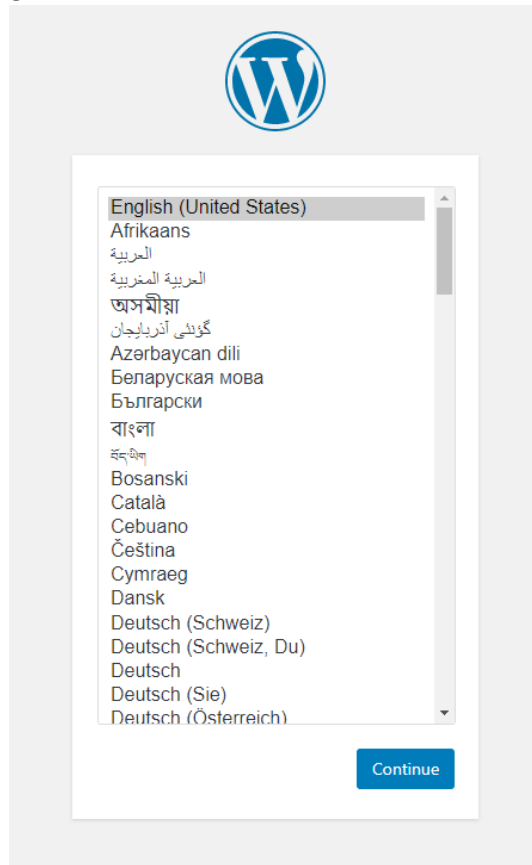 English (United States)
Afrikaans
العربية
العربية المغربية
অসমীয়া
گؤنئی آذربایجان
Azərbaycan dili
Беларуская мова
Български
বাংলা
བོད་ཡིག
Bosanski
Català
Cebuano
Čeština
Cymraeg
Dansk
Deutsch (Schweiz)
Deutsch (Schweiz, Du)
Deutsch
Deutsch (Sie)
Deutsch (Österreich)
Continue